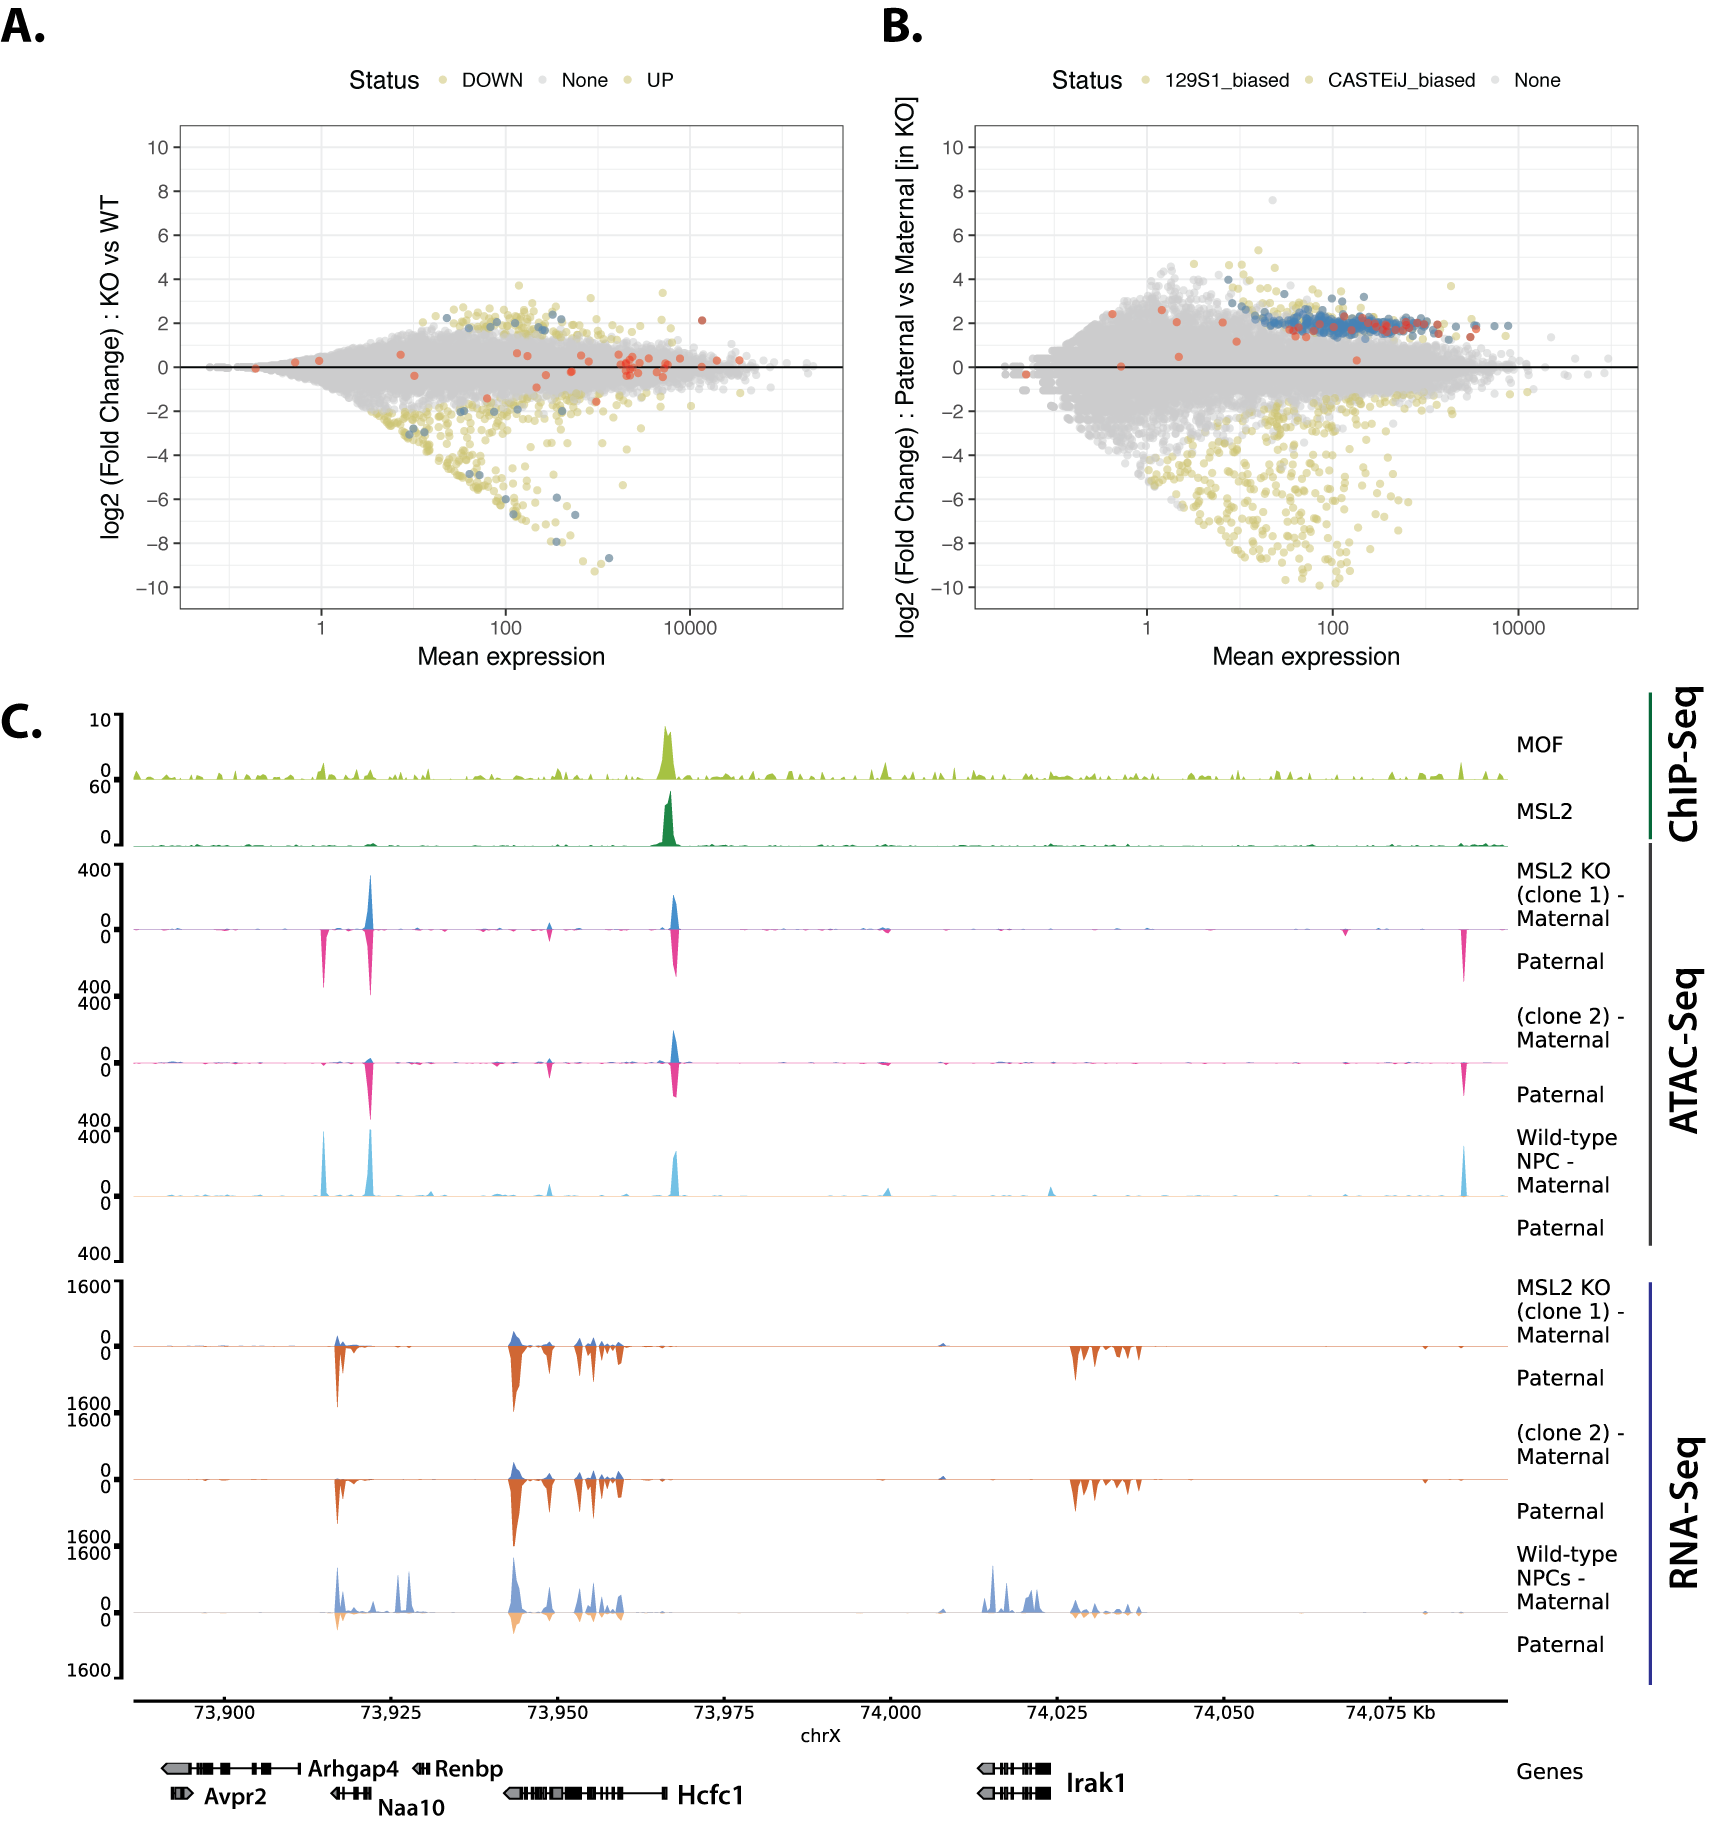 A.
Status DOWN None UP
log2 (Fold Change) : KO vs WT
10
8
6
4
2
0
−2
−4
−6
−8
−10
1 100 10000
Mean expression
B.
Status 129S1_biased CASTEiJ_biased None
log2 (Fold Change) : Paternal vs Maternal [in KO]
10
8
6
4
2
0
−2
−4
−6
−8
−10
1 100 10000
Mean expression
C.
10
0
MOF
60
0
MSL2
ChIP-Seq
400
0
0
400
MSL2 KO
(clone 1) -
Maternal
Paternal
400
0
0
400
(clone 2) -
Maternal
Paternal
400
0
0
400
Wild-type
NPC -
Maternal
Paternal
ATAC-Seq
1600
0
0
1600
MSL2 KO
(clone 1) -
Maternal
Paternal
1600
0
0
1600
(clone 2) -
Maternal
Paternal
1600
0
0
1600
Wild-type
NPCs -
Maternal
Paternal
RNA-Seq
73,900 73,925 73,950 73,975 74,000 74,025 74,050 74,075 Kb
chrX
Arhgap4 Renbp
Avpr2 Naa10 Hcfc1 Irak1
Genes